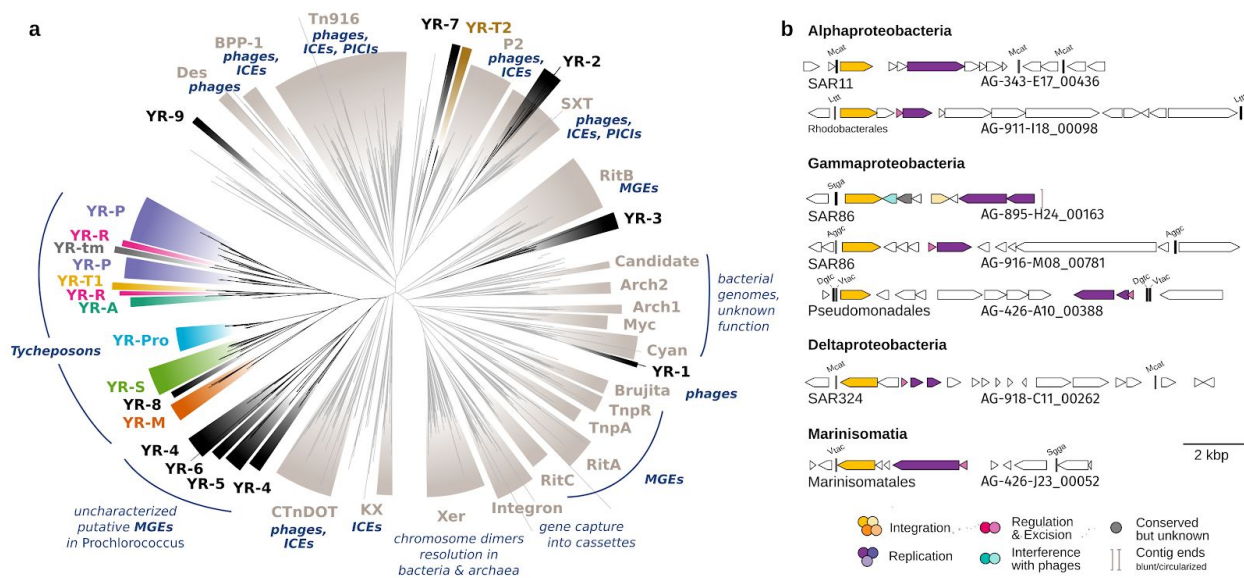 a
Tn916
phages,
ICEs, PICIs
BPP-1
phages,
ICEs
Des
phages
YR-9
YR-7
YR-T2
P2
phages,
ICEs
YR-2
SXT
phages,
ICEs, PICIs
RitB
MGEs
YR-3
Candidate
Arch2
Arch1
Myc
Cyan
bacterial
genomes,
unknown
function
YR-1
Brujita
phages
TnpR
TnpA
RitA
MGEs
RitC
Integron
gene capture
into cassettes
Xer
chromosome dimers
resolution in
bacteria & archaea
KX
ICEs
CTnDOT
phages,
ICEs
YR-P
YR-R
YR-tm
YR-P
YR-T1
YR-R
YR-A
YR-Pro
Tycheposons
YR-S
YR-8
YR-M
YR-4
YR-6
YR-5
YR-4
uncharacterized
putative MGEs
in Prochlorococcus
b
Alphaproteobacteria
Mcat
Mcat
Mcat
SAR11
AG-343-E17_00436
Lttt
Lttt
Rhodobacterales
AG-911-I18_00098
Gammaproteobacteria
Stga
SAR86
AG-895-H24_00163
Aggc
Aggc
SAR86
AG-916-M08_00781
Dgtc
Vtac
Dgtc
Vtac
Pseudomonadales
AG-426-A10_00388
Deltaproteobacteria
Mcat
Mcat
SAR324
AG-918-C11_00262
Marinisomatia
Vtac
Sgga
Marinisomatales
AG-426-J23_00052
2 kbp
Integration
Regulation
& Excision
Conserved
but unknown
Replication
Interference
with phages
Contig ends
blunt/circularized